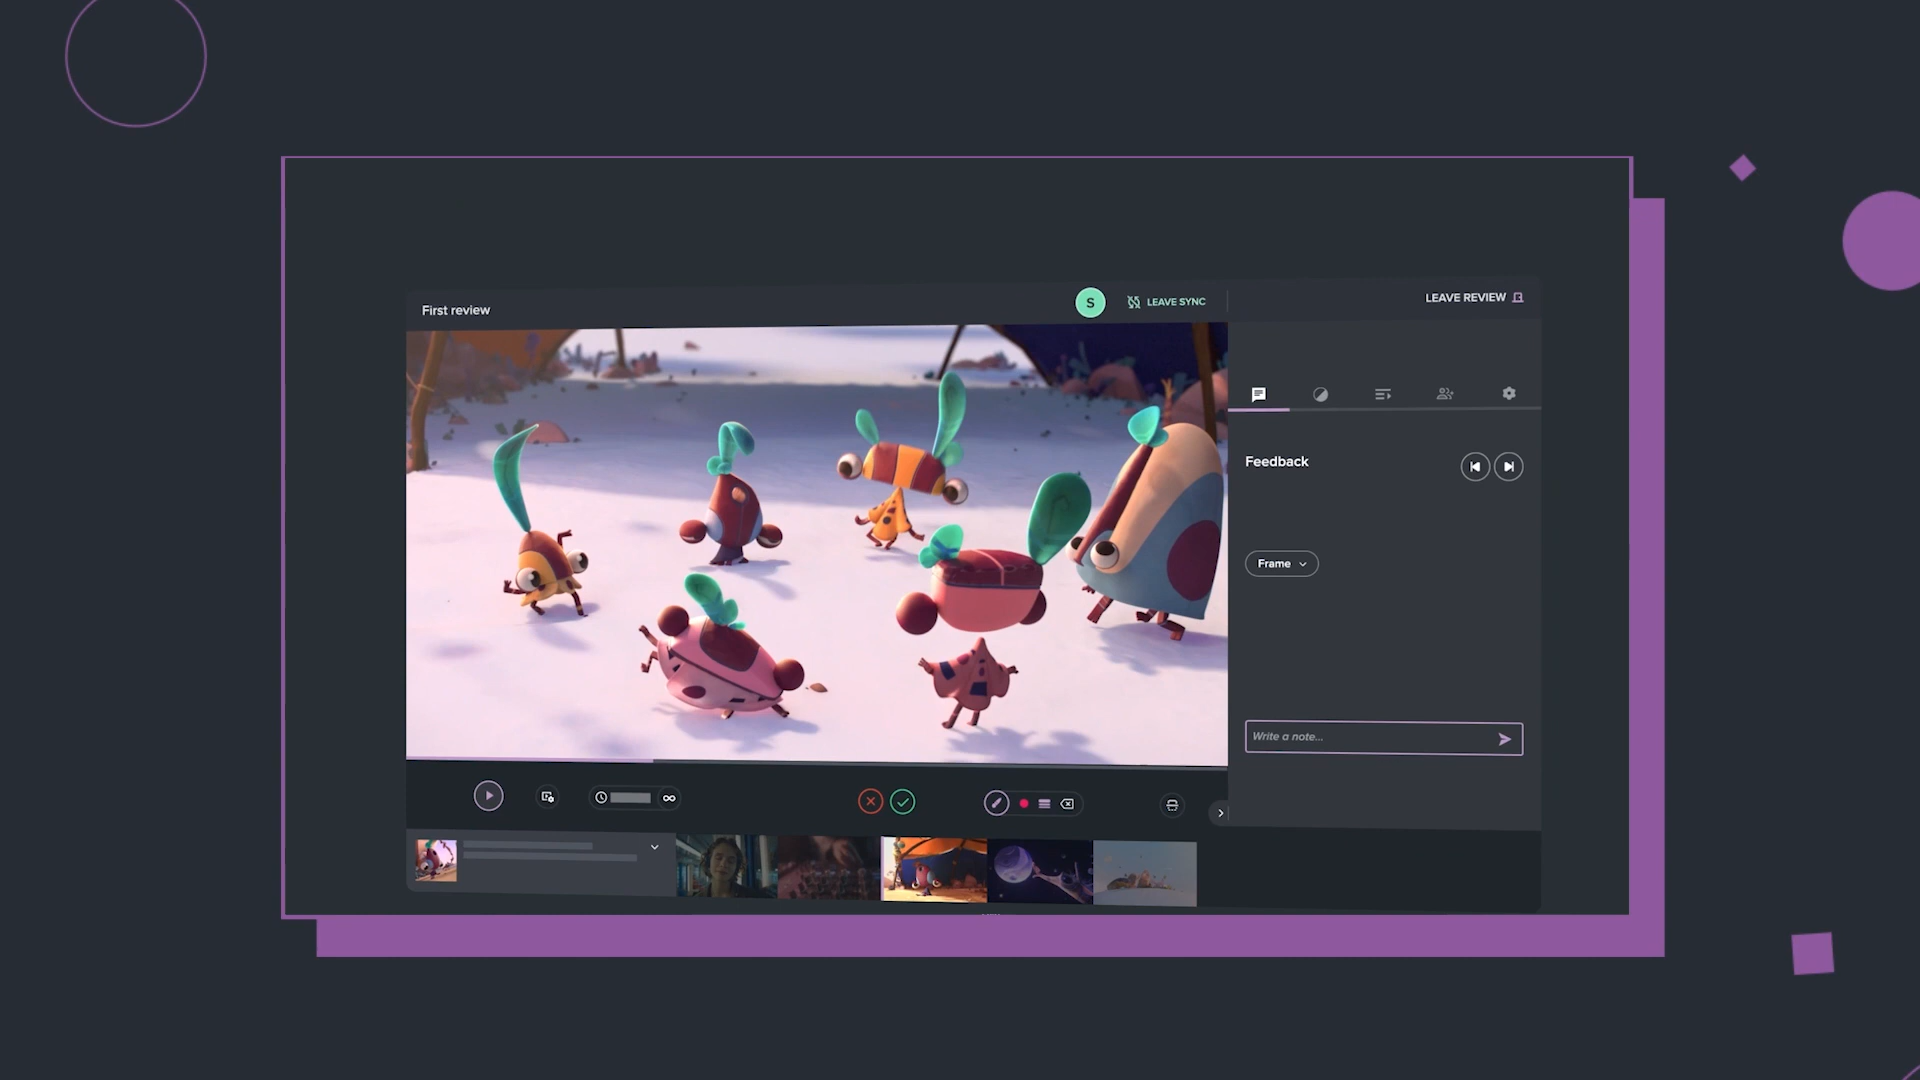 First review
S
LEAVE SYNC
LEAVE REVIEW
Feedback
Frame
Write a note...